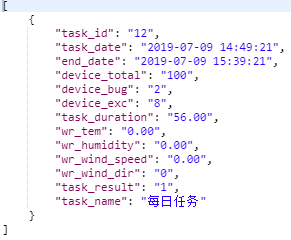 [
    {
        "task_id": "12",
        "task_date": "2019-07-09 14:49:21",
        "end_date": "2019-07-09 15:39:21",
        "device_total": "100",
        "device_bug": "2",
        "device_exc": "8",
        "task_duration": "56.00",
        "wr_tem": "0.00",
        "wr_humidity": "0.00",
        "wr_wind_speed": "0.00",
        "wr_wind_dir": "0",
        "task_result": "1",
        "task_name": "每日任务"
    }
]